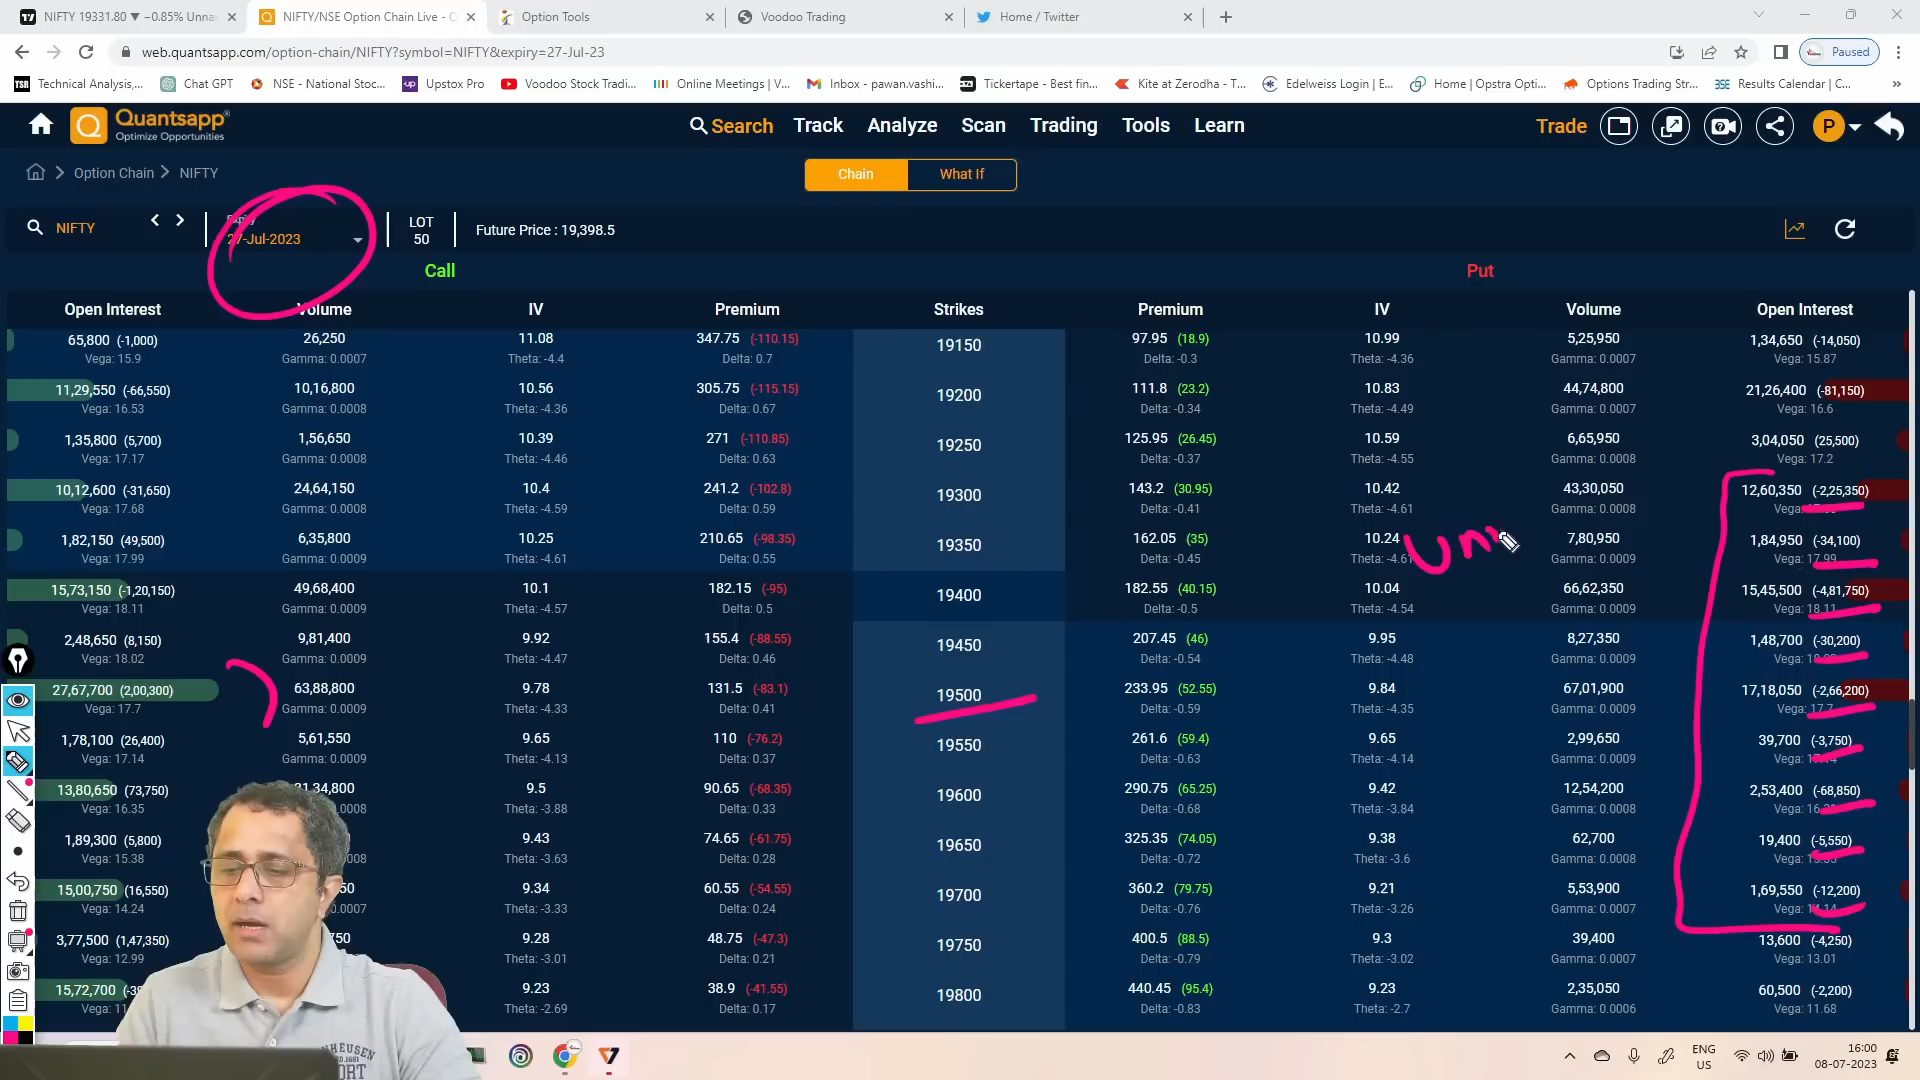 NIFTY 19331.80 ▼ −0.85% Unna
NIFTY/NSE Option Chain Live - O
Option Tools
Voodoo Trading
Home / Twitter
web.quantsapp.com/option-chain/NIFTY?symbol=NIFTY&expiry=27-Jul-23
Paused
Technical Analysis,... Chat GPT NSE - National Stoc... Upstox Pro Voodoo Stock Tradi... Online Meetings | V... Inbox - pawan.vashi... Tickertape - Best fin... Kite at Zerodha - T... Edelweiss Login | E... Home | Opstra Opti... Options Trading Str... Results Calendar | C... »
Quantsapp
Optimize Opportunities
Search Track Analyze Scan Trading Tools Learn Trade P
Option Chain > NIFTY
Chain What If
NIFTY
Expiry
27-Jul-2023
LOT
50
Future Price : 19,398.5
Call Put
Open Interest Volume IV Premium Strikes Premium IV Volume Open Interest
65,800 (-1,000) 26,250 11.08 347.75 (-110.15) 19150 97.95 (18.9) 10.99 5,25,950 1,34,650 (-14,050)
Vega: 15.9 Gamma: 0.0007 Theta: -4.4 Delta: 0.7 Delta: -0.3 Theta: -4.36 Gamma: 0.0007 Vega: 15.87
11,29,550 (-66,550) 10,16,800 10.56 305.75 (-115.15) 19200 111.8 (23.2) 10.83 44,74,800 21,26,400 (-81,150)
Vega: 16.53 Gamma: 0.0008 Theta: -4.36 Delta: 0.67 Delta: -0.34 Theta: -4.49 Gamma: 0.0007 Vega: 16.6
1,35,800 (5,700) 1,56,650 10.39 271 (-110.85) 19250 125.95 (26.45) 10.59 6,65,950 3,04,050 (25,500)
Vega: 17.17 Gamma: 0.0008 Theta: -4.46 Delta: 0.63 Delta: -0.37 Theta: -4.55 Gamma: 0.0008 Vega: 17.2
10,12,600 (-31,650) 24,64,150 10.4 241.2 (-102.8) 19300 143.2 (30.95) 10.42 43,30,050 12,60,350 (-2,25,350)
Vega: 17.68 Gamma: 0.0008 Theta: -4.59 Delta: 0.59 Delta: -0.41 Theta: -4.61 Gamma: 0.0008 Vega:
1,82,150 (49,500) 6,35,800 10.25 210.65 (-98.35) 19350 162.05 (35) 10.24 7,80,950 1,84,950 (-34,100)
Vega: 17.99 Gamma: 0.0009 Theta: -4.61 Delta: 0.55 Delta: -0.45 Theta: -4.61 Gamma: 0.0009 Vega: 17.99
15,73,150 (-1,20,150) 49,68,400 10.1 182.15 (-95) 19400 182.55 (40.15) 10.04 66,62,350 15,45,500 (-4,81,750)
Vega: 18.11 Gamma: 0.0009 Theta: -4.57 Delta: 0.5 Delta: -0.5 Theta: -4.54 Gamma: 0.0009 Vega: 18.11
2,48,650 (8,150) 9,81,400 9.92 155.4 (-88.55) 19450 207.45 (46) 9.95 8,27,350 1,48,700 (-30,200)
Vega: 18.02 Gamma: 0.0009 Theta: -4.47 Delta: 0.46 Delta: -0.54 Theta: -4.48 Gamma: 0.0009 Vega:
27,67,700 (2,00,300) 63,88,800 9.78 131.5 (-83.1) 19500 233.95 (52.55) 9.84 67,01,900 17,18,050 (-2,66,200)
Vega: 17.7 Gamma: 0.0009 Theta: -4.33 Delta: 0.41 Delta: -0.59 Theta: -4.35 Gamma: 0.0009 Vega: 17.7
1,78,100 (26,400) 5,61,550 9.65 110 (-76.2) 19550 261.6 (59.4) 9.65 2,99,650 39,700 (-3,750)
Vega: 17.14 Gamma: 0.0009 Theta: -4.13 Delta: 0.37 Delta: -0.63 Theta: -4.14 Gamma: 0.0009 Vega:
13,80,650 (73,750) 31,34,800 9.5 90.65 (-68.35) 19600 290.75 (65.25) 9.42 12,54,200 2,53,400 (-68,850)
Vega: 16.35 Theta: -3.88 Delta: 0.33 Delta: -0.68 Theta: -3.84 Gamma: 0.0008 Vega:
1,89,300 (5,800) 9.43 74.65 (-61.75) 19650 325.35 (74.05) 9.38 62,700 19,400 (-5,550)
Vega: 15.38 Theta: -3.63 Delta: 0.28 Delta: -0.72 Theta: -3.6 Gamma: 0.0008 Vega:
15,00,750 (16,550) 9.34 60.55 (-54.55) 19700 360.2 (79.75) 9.21 5,53,900 1,69,550 (-12,200)
Vega: 14.24 Theta: -3.33 Delta: 0.24 Delta: -0.76 Theta: -3.26 Gamma: 0.0007 Vega: 14.14
3,77,500 (1,47,350) 9.28 48.75 (-47.3) 19750 400.5 (88.5) 9.3 39,400 13,600 (-4,250)
Vega: 12.99 Theta: -3.01 Delta: 0.21 Delta: -0.79 Theta: -3.02 Gamma: 0.0007 Vega: 13.01
15,72,700 9.23 38.9 (-41.55) 19800 440.45 (95.4) 9.23 2,35,050 60,500 (-2,200)
Theta: -2.69 Delta: 0.17 Delta: -0.83 Theta: -2.7 Gamma: 0.0006 Vega: 11.68
ENG
US
16:00
08-07-2023